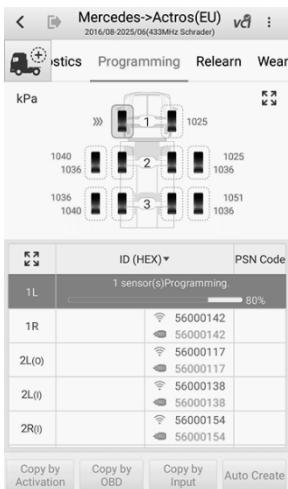 Mercedes->Actros(EU)
2016/08-2025/06(433MHz Schrader)
vci
ostics Programming Relearn Wear
kPa
1 1025
1040 1025
1036 2 1036
1036 1051
1040 3 1036
ID (HEX)▾ PSN Code
1L 1 sensor(s)Programming.
80%
1R 56000142
56000142
2L(O) 56000117
56000117
2L(I) 56000138
56000138
2R(I) 56000154
56000154
Copy by Activation
Copy by OBD
Copy by Input
Auto Create